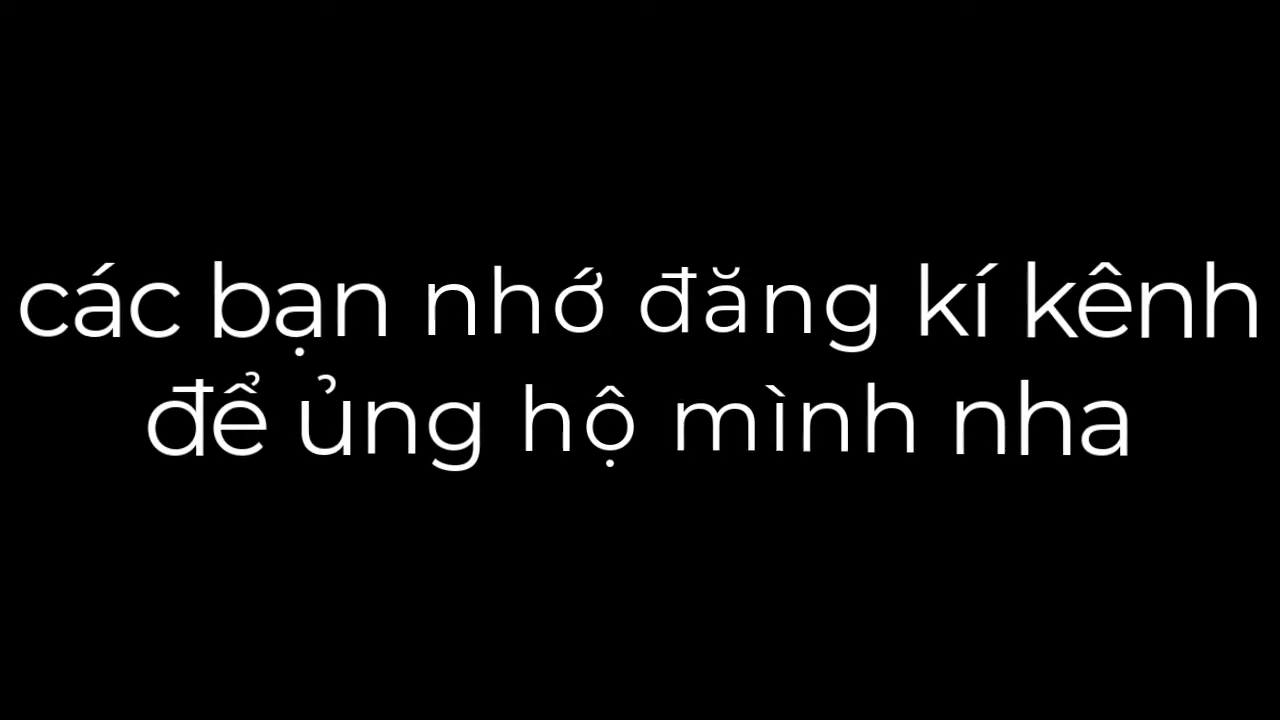 các bạn nhớ đăng kí kênh
để ủng hộ mình nha